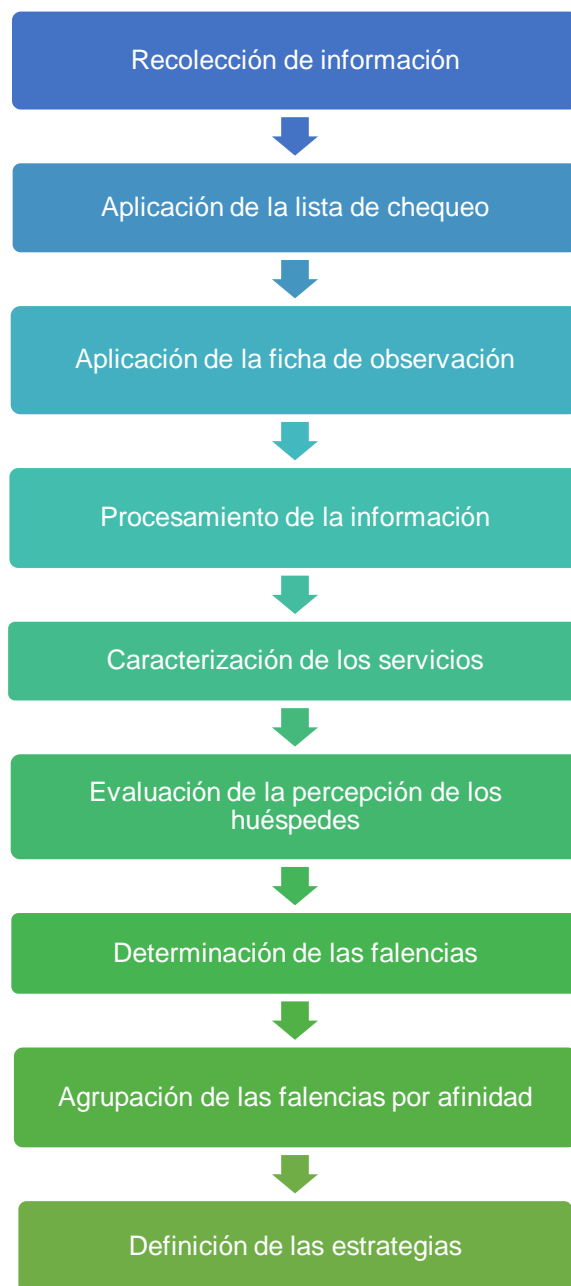 Recolección de información
Aplicación de la lista de chequeo
Aplicación de la ficha de observación
Procesamiento de la información
Caracterización de los servicios
Evaluación de la percepción de los
huéspedes
Determinación de las falencias
Agrupación de las falencias por afinidad
Definición de las estrategias